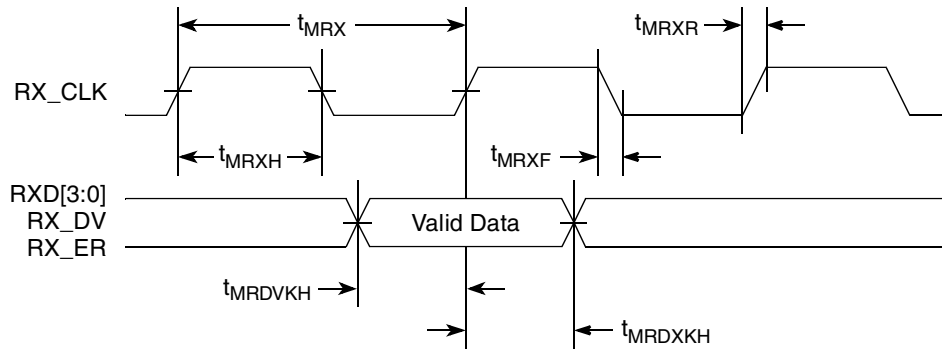 tMRX
tMRXR
RX_CLK
tMRXH
tMRXF
RXD[3:0]
RX_DV
Valid Data
RX_ER
tMRDVKH
tMRDXKH